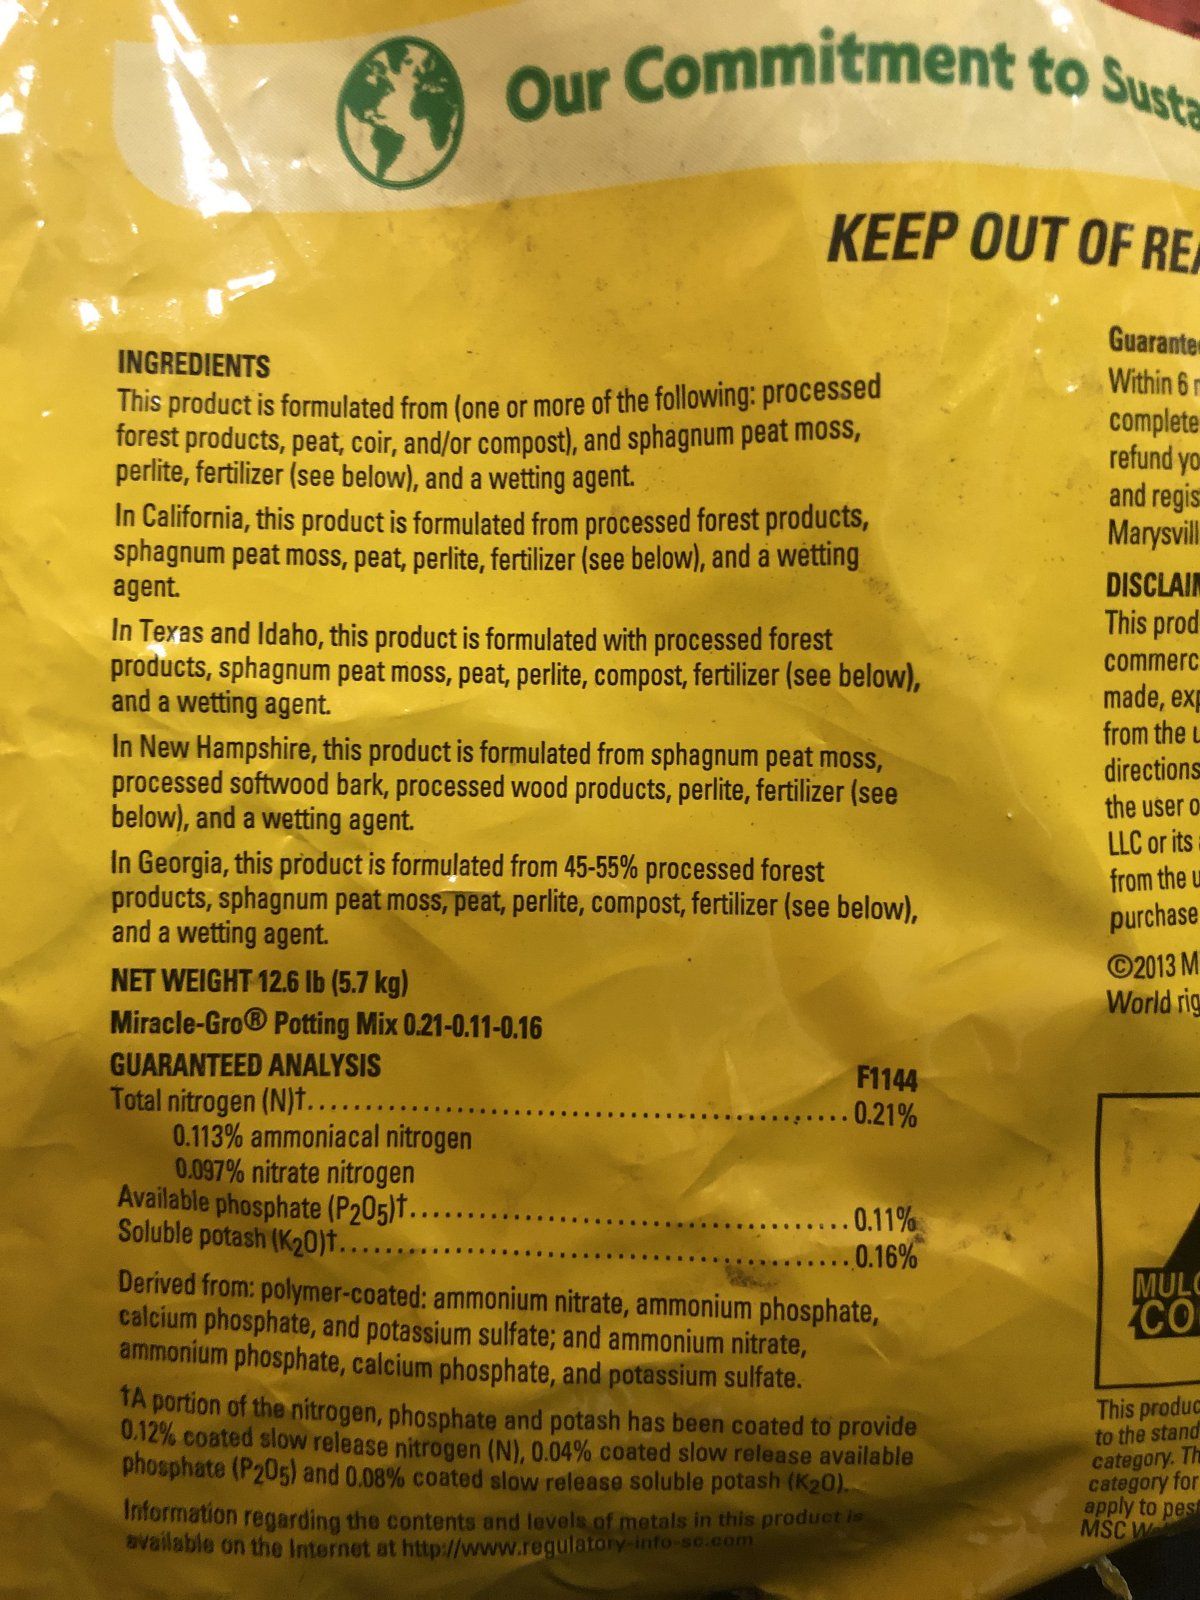 Our Commitment to Susta
KEEP OUT OF REA
INGREDIENTS
This product is formulated from (one or more of the following: processed
forest products, peat, coir, and/or compost), and sphagnum peat moss,
perlite, fertilizer (see below), and a wetting agent.
In California, this product is formulated from processed forest products,
sphagnum peat moss, peat, perlite, fertilizer (see below), and a wetting
agent.
In Texas and Idaho, this product is formulated with processed forest
products, sphagnum peat moss, peat, perlite, compost, fertilizer (see below),
and a wetting agent.
In New Hampshire, this product is formulated from sphagnum peat moss,
processed softwood bark, processed wood products, perlite, fertilizer (see
below), and a wetting agent.
In Georgia, this product is formulated from 45-55% processed forest
products, sphagnum peat moss, peat, perlite, compost, fertilizer (see below),
and a wetting agent.
NET WEIGHT 12.6 lb (5.7 kg)
Miracle-Gro® Potting Mix 0.21-0.11-0.16
GUARANTEED ANALYSIS F1144
Total nitrogen (N)†.......... 0.21%
0.113% ammoniacal nitrogen
0.097% nitrate nitrogen
Available phosphate (P2O5)†.......... 0.11%
Soluble potash (K2O)†.......... 0.16%
Derived from: polymer-coated: ammonium nitrate, ammonium phosphate,
calcium phosphate, and potassium sulfate; and ammonium nitrate,
ammonium phosphate, calcium phosphate, and potassium sulfate.
†A portion of the nitrogen, phosphate and potash has been coated to provide
0.12% coated slow release nitrogen (N), 0.04% coated slow release available
phosphate (P2O5) and 0.08% coated slow release soluble potash (K2O).
Information regarding the contents and levels of metals in this product is
available on the Internet at http://www.regulatory-info-sc.com
Guarantee
Within 6
complete
refund yo
and regis
Marysvill
DISCLAIM
This prod
commerc
made, exp
from the u
directions
the user o
LLC or its
from the u
purchase
©2013 M
World rig
MULC
CO
This produc
to the stand
category. Th
category for
apply to pes
MSC